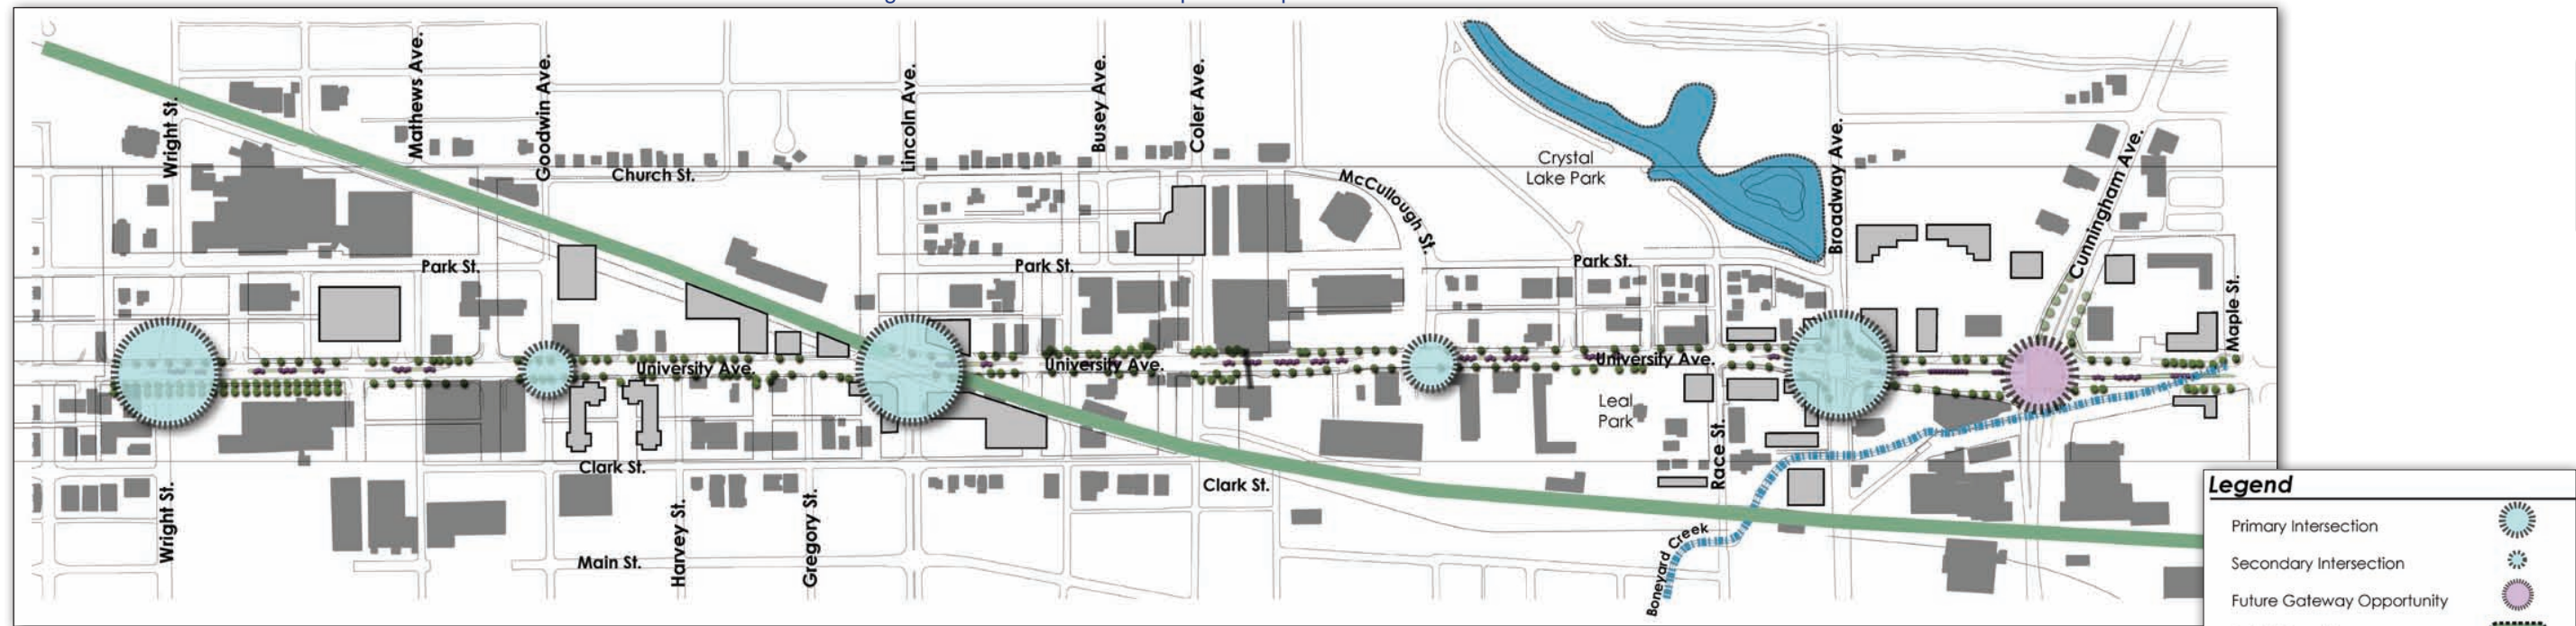 Wright St.
Mathews Ave.
Goodwin Ave.
Lincoln Ave.
Busey Ave.
Coler Ave.
Church St.
McCullough St.
Crystal
Lake Park
Broadway Ave.
Cunningham Ave.
Park St.
Park St.
Park St.
Maple St.
University Ave.
University Ave.
University Ave.
Leal
Park
Race St.
Clark St.
Clark St.
Wright St.
Harvey St.
Gregory St.
Main St.
Boneyard Creek
Legend
Primary Intersection
Secondary Intersection
Future Gateway Opportunity